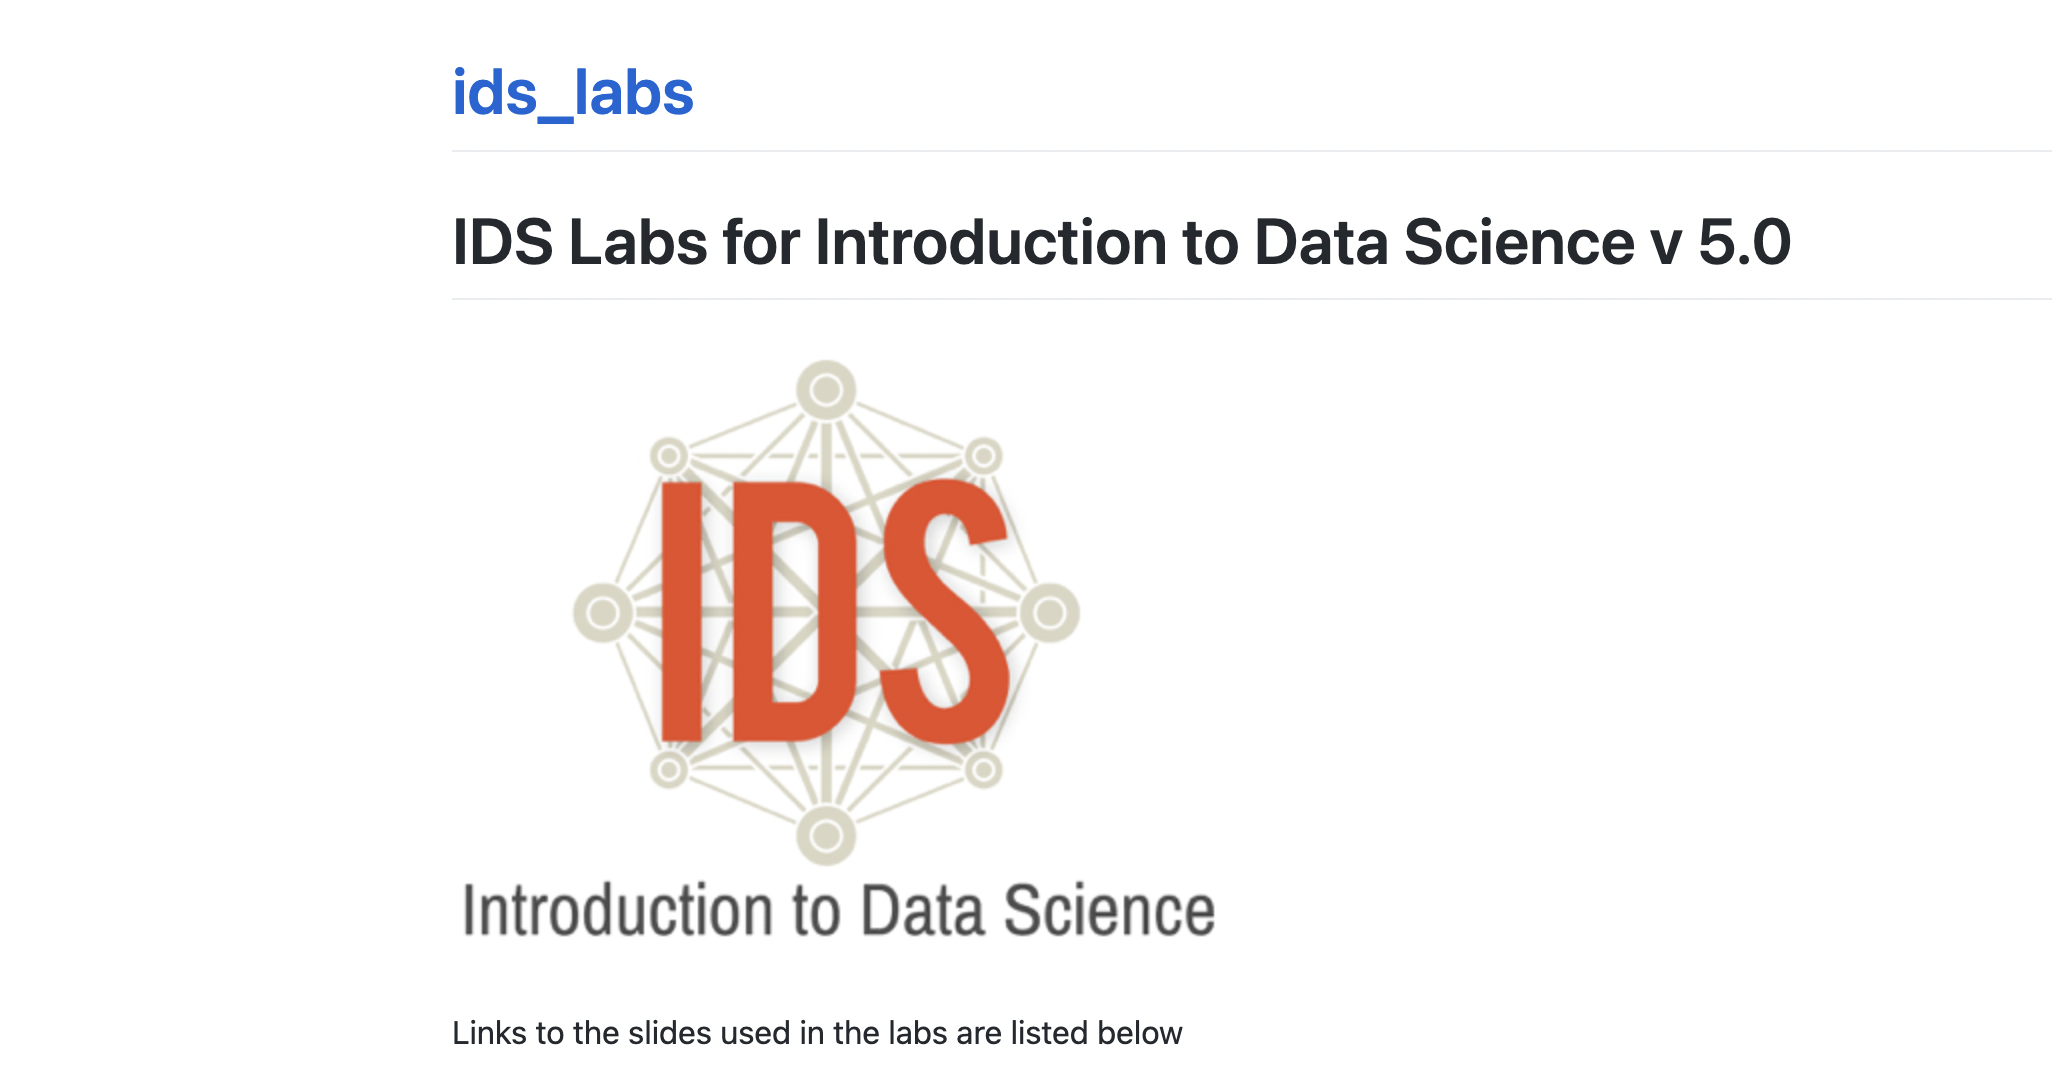 ids_labs
IDS Labs for Introduction to Data Science v 5.0
IDS
Introduction to Data Science
Links to the slides used in the labs are listed below